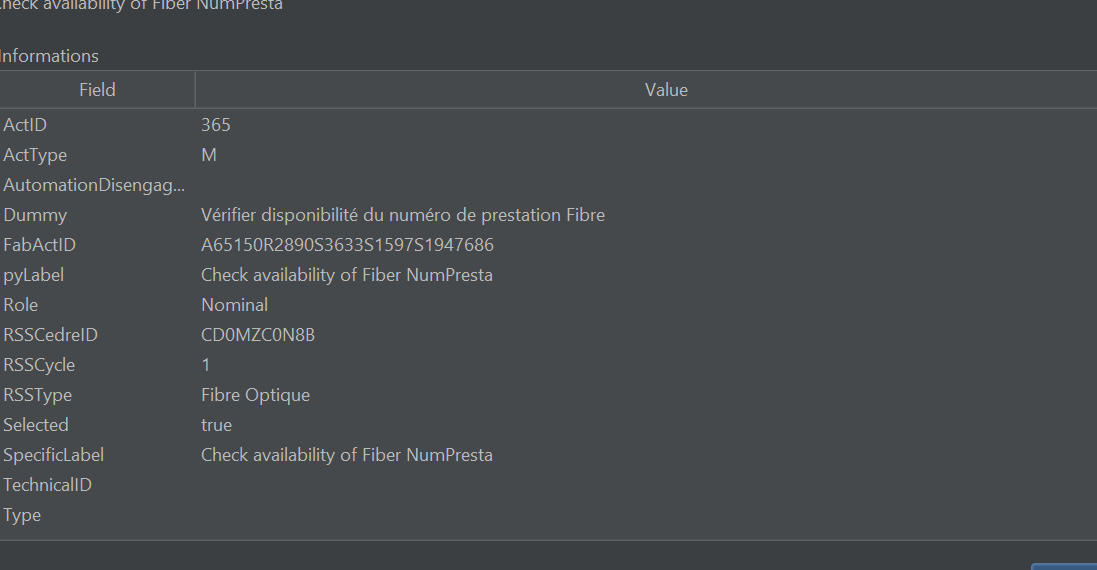 Check availability of Fiber NumPresta
Informations
Field Value
ActID 365
ActType M
AutomationDisengag...
Dummy Vérifier disponibilité du numéro de prestation Fibre
FabActID A65150R2890S3633S1597S1947686
pyLabel Check availability of Fiber NumPresta
Role Nominal
RSSCedreID CD0MZC0N8B
RSSCycle 1
RSSType Fibre Optique
Selected true
SpecificLabel Check availability of Fiber NumPresta
TechnicalID
Type